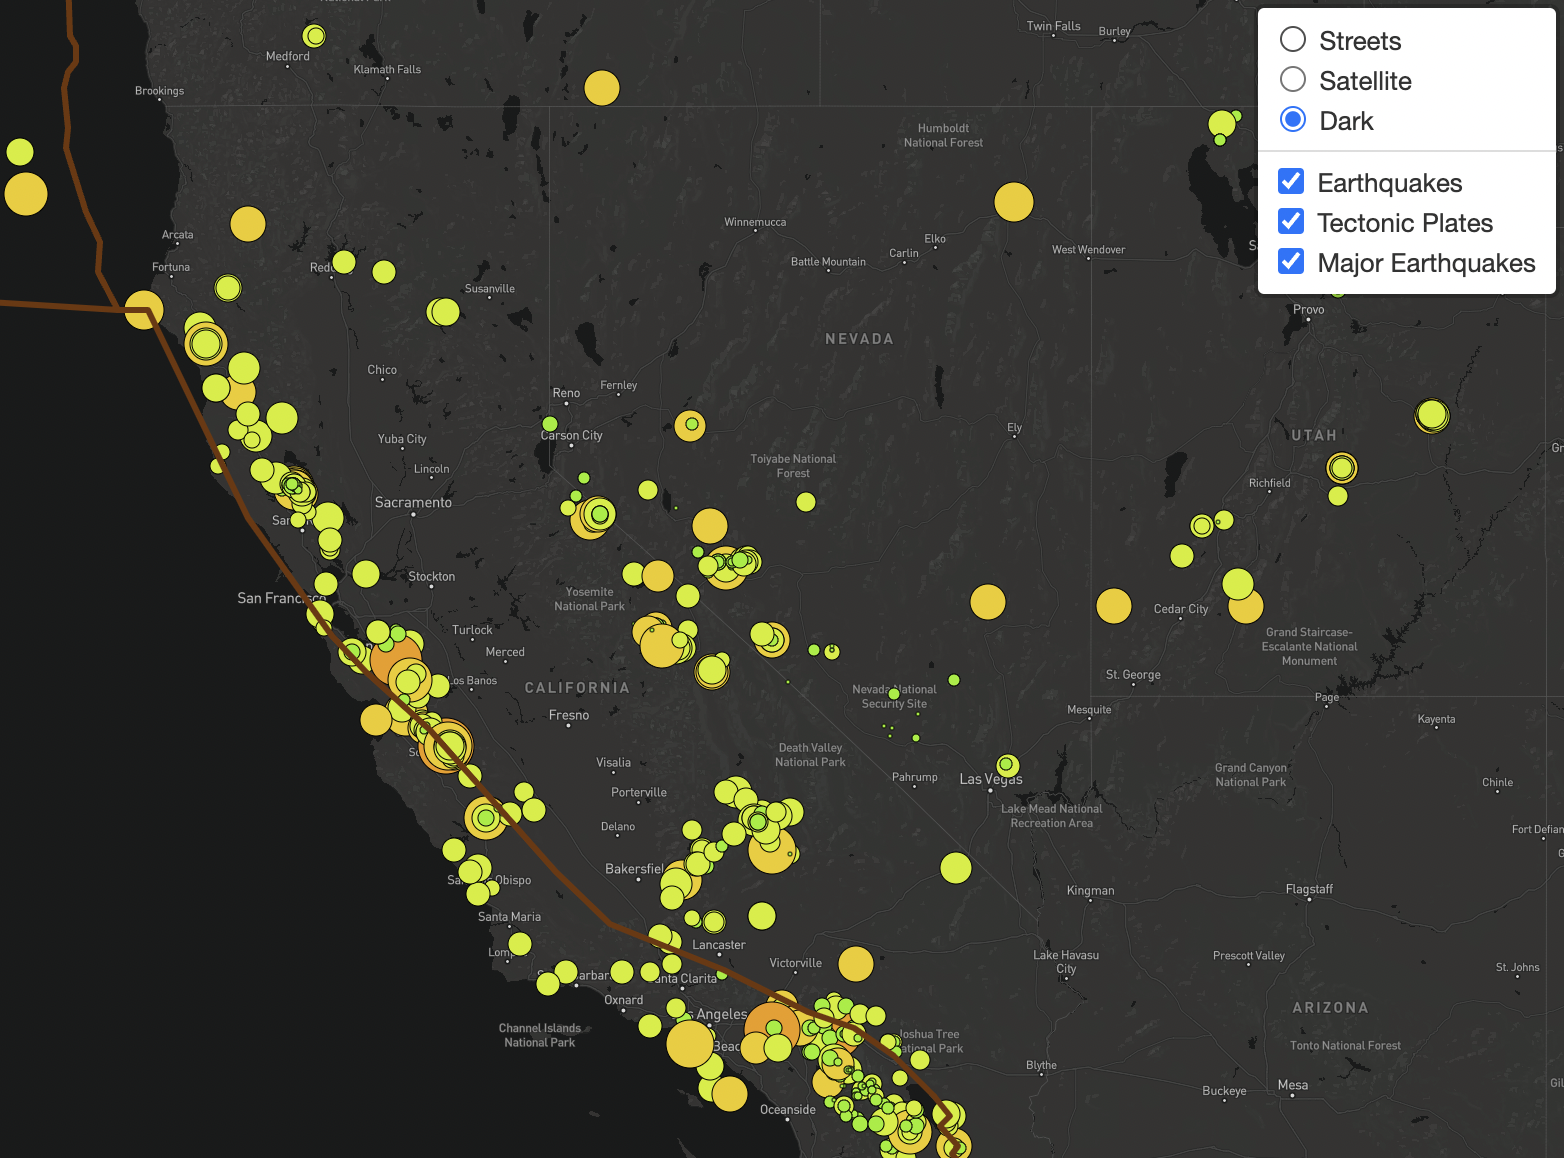 National Park
Twin Falls
Burley
Medford
Klamath Falls
Brookings
Streets
Satellite
Dark
Earthquakes
Tectonic Plates
Major Earthquakes
Humboldt
National Forest
Winnemucca
Elko
Carlin
Battle Mountain
West Wendover
Arcata
Fortuna
Susanville
Provo
NEVADA
Chico
Reno
Fernley
Carson City
Ely
UTAH
Yuba City
Lincoln
Toiyabe National
Forest
Richfield
Sacramento
Stockton
San Francisco
Yosemite
National Park
Cedar City
Turlock
Merced
Grand Staircase-
Escalante National
Monument
Los Banos
CALIFORNIA
St. George
Nevada National
Security Site
Page
Mesquite
Kayenta
Fresno
Death Valley
National Park
Visalia
Pahrump
Las Vegas
Grand Canyon
National Park
Chinle
Porterville
Lake Mead National
Recreation Area
Delano
Fort Defian
Bakersfiel
Kingman
Flagstaff
Obispo
Santa Maria
Lancaster
Victorville
Lake Havasu
City
Prescott Valley
St. Johns
anta Clarita
Oxnard
s Angeles
ARIZONA
Channel Islands
National Park
Beac
Joshua Tree
National Park
Tonto National Forest
Blythe
Buckeye
Mesa
Gil
Oceanside